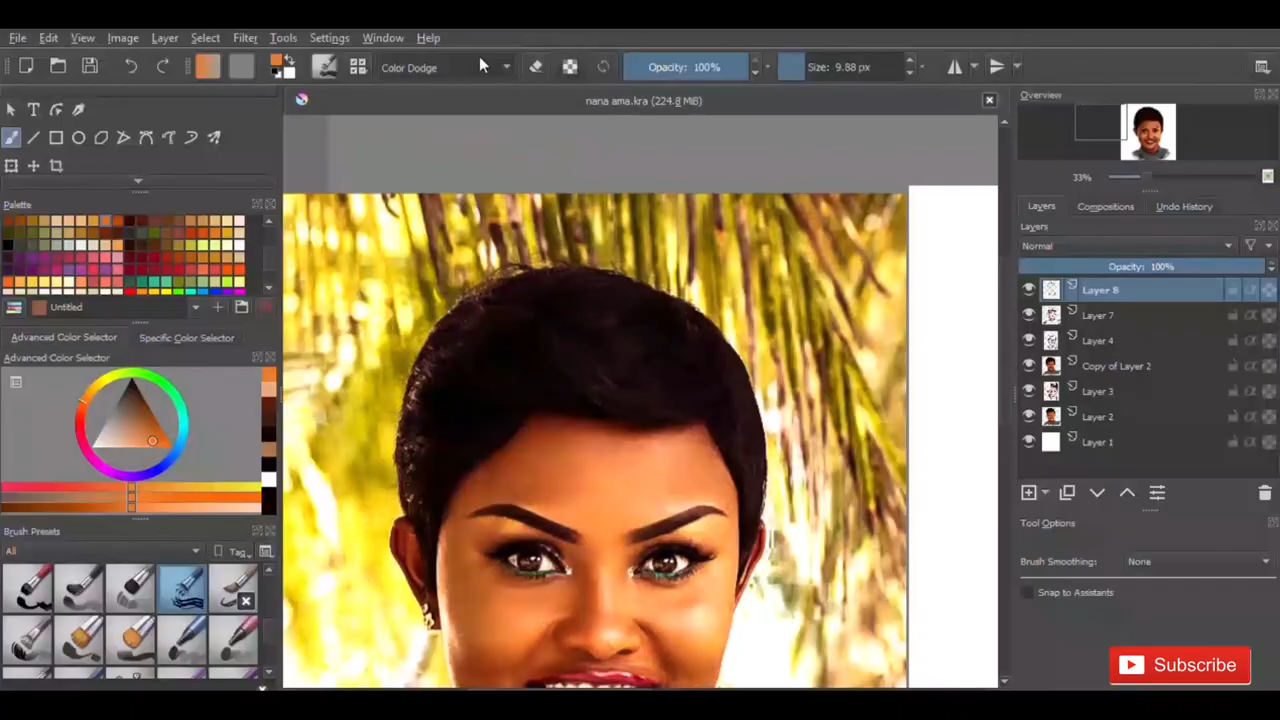 File Edit View Image Layer Select Filter Tools Settings Window Help
Color Dodge Opacity: 100% Size: 9.88 px
nana ama.kra (224.8 MiB)
Overview
33%
Layers Compositions Undo History
Layers
Normal
Opacity: 100%
Layer 8
Layer 7
Layer 4
Copy of Layer 2
Layer 3
Layer 2
Layer 1
Tool Options
Brush Smoothing: None
Snap to Assistants
Palette
Untitled
Advanced Color Selector Specific Color Selector
Advanced Color Selector
Brush Presets
All Tag
Subscribe